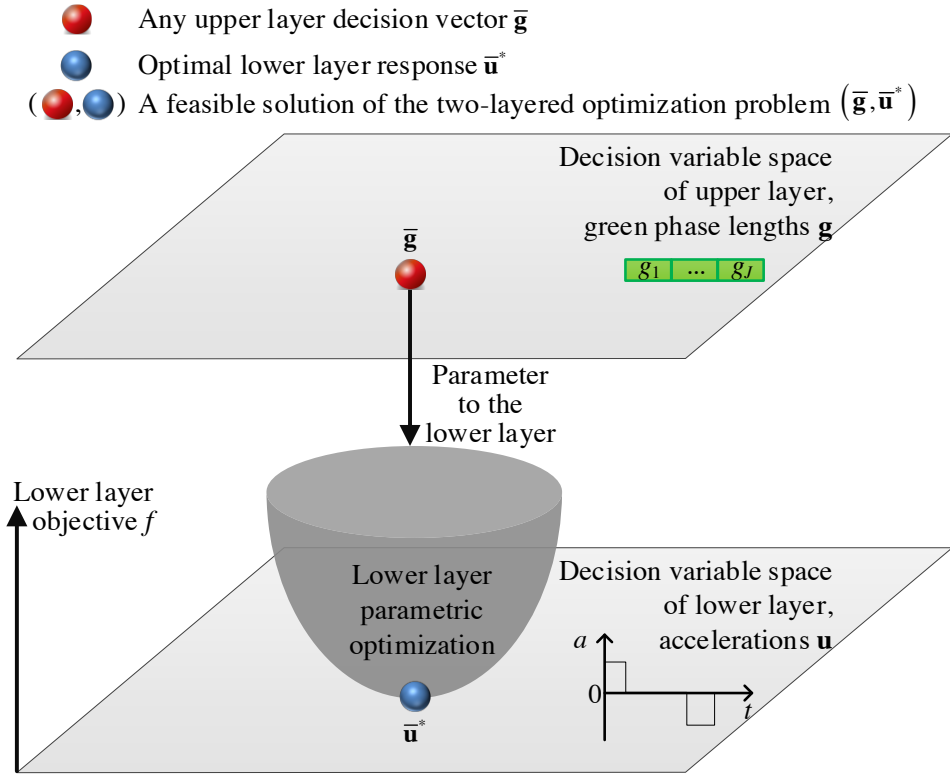 Any upper layer decision vector g̅
Optimal lower layer response u̅*
( , ) A feasible solution of the two-layered optimization problem (g̅, u̅*)
Decision variable space
of upper layer,
green phase lengths g
g̅
g₁ ... g_J
Parameter
to the
lower layer
Lower layer
objective f
Lower layer
parametric
optimization
Decision variable space
of lower layer,
accelerations u
a
0
t
u̅*